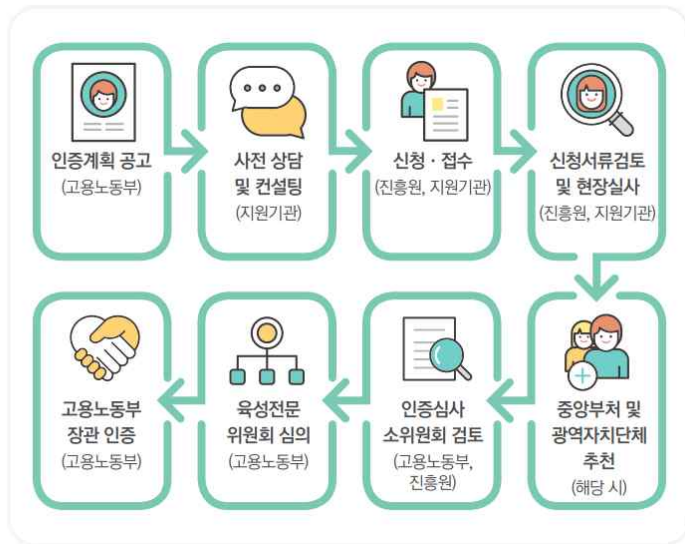 인증계획 공고
(고용노동부)
사전 상담
및 컨설팅
(지원기관)
신청 · 접수
(진흥원, 지원기관)
신청서류검토
및 현장실사
(진흥원, 지원기관)
중앙부처 및
광역자치단체
추천
(해당 시)
인증심사
소위원회 검토
(고용노동부,
진흥원)
육성전문
위원회 심의
(고용노동부)
고용노동부
장관 인증
(고용노동부)